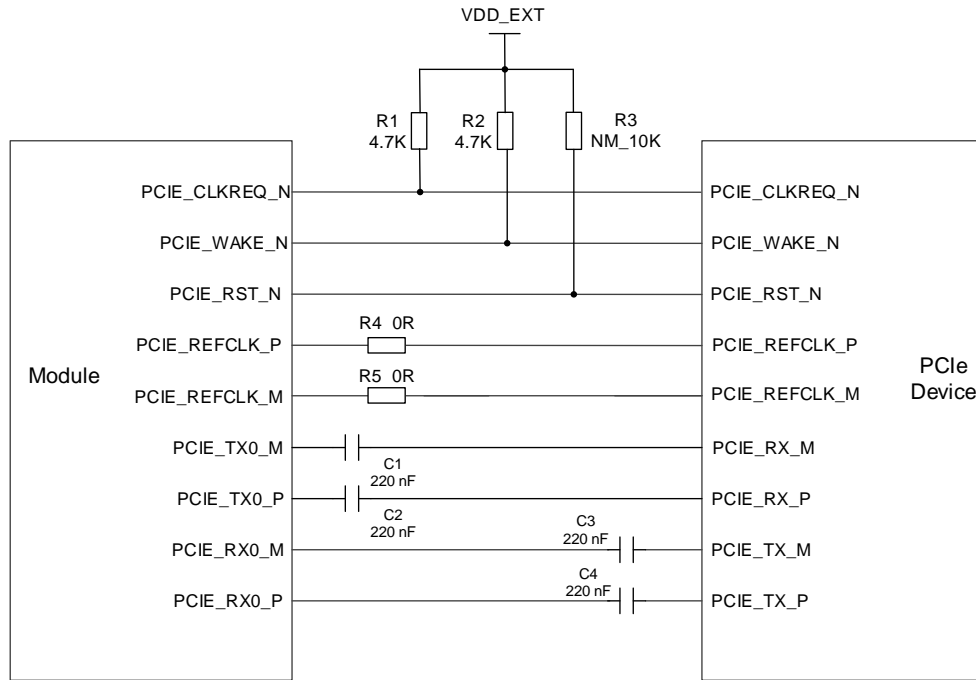 VDD_EXT
R1
4.7K
R2
4.7K
R3
NM_10K
PCIE_CLKREQ_N
PCIE_CLKREQ_N
PCIE_WAKE_N
PCIE_WAKE_N
PCIE_RST_N
PCIE_RST_N
R4 0R
PCIE_REFCLK_P
PCIE_REFCLK_P
Module
PCIe
Device
R5 0R
PCIE_REFCLK_M
PCIE_REFCLK_M
PCIE_TX0_M
PCIE_RX_M
C1
220 nF
PCIE_TX0_P
PCIE_RX_P
C2
220 nF
C3
220 nF
PCIE_RX0_M
PCIE_TX_M
C4
220 nF
PCIE_RX0_P
PCIE_TX_P